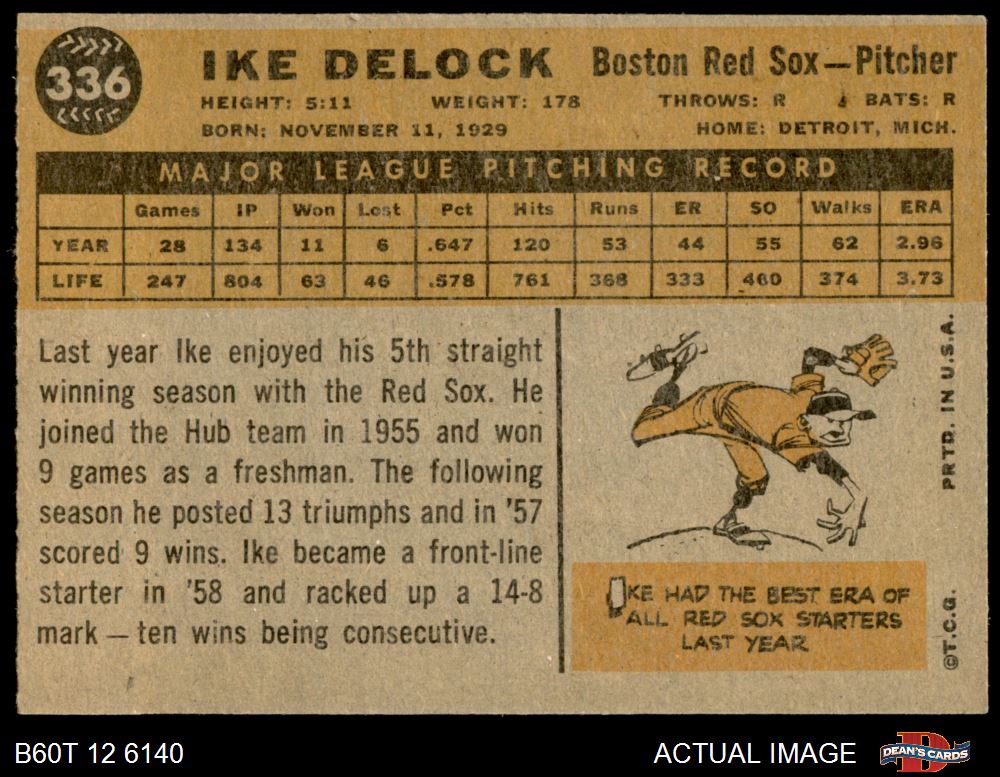 336
IKE DELOCK Boston Red Sox—Pitcher
HEIGHT: 5:11 WEIGHT: 178 THROWS: R BATS: R
BORN: NOVEMBER 11, 1929 HOME: DETROIT, MICH.
MAJOR LEAGUE PITCHING RECORD
Games IP Won Lost Pct Hits Runs ER SO Walks ERA
YEAR 28 134 11 6 .647 120 53 44 55 62 2.96
LIFE 247 804 63 46 .578 761 368 333 460 374 3.73
Last year Ike enjoyed his 5th straight
winning season with the Red Sox. He
joined the Hub team in 1955 and won
9 games as a freshman. The following
season he posted 13 triumphs and in '57
scored 9 wins. Ike became a front-line
starter in '58 and racked up a 14-8
mark — ten wins being consecutive.
IKE HAD THE BEST ERA OF
ALL RED SOX STARTERS
LAST YEAR
©T.C.G. PRTD. IN U.S.A.
B60T 12 6140 ACTUAL IMAGE
DEAN'S CARDS